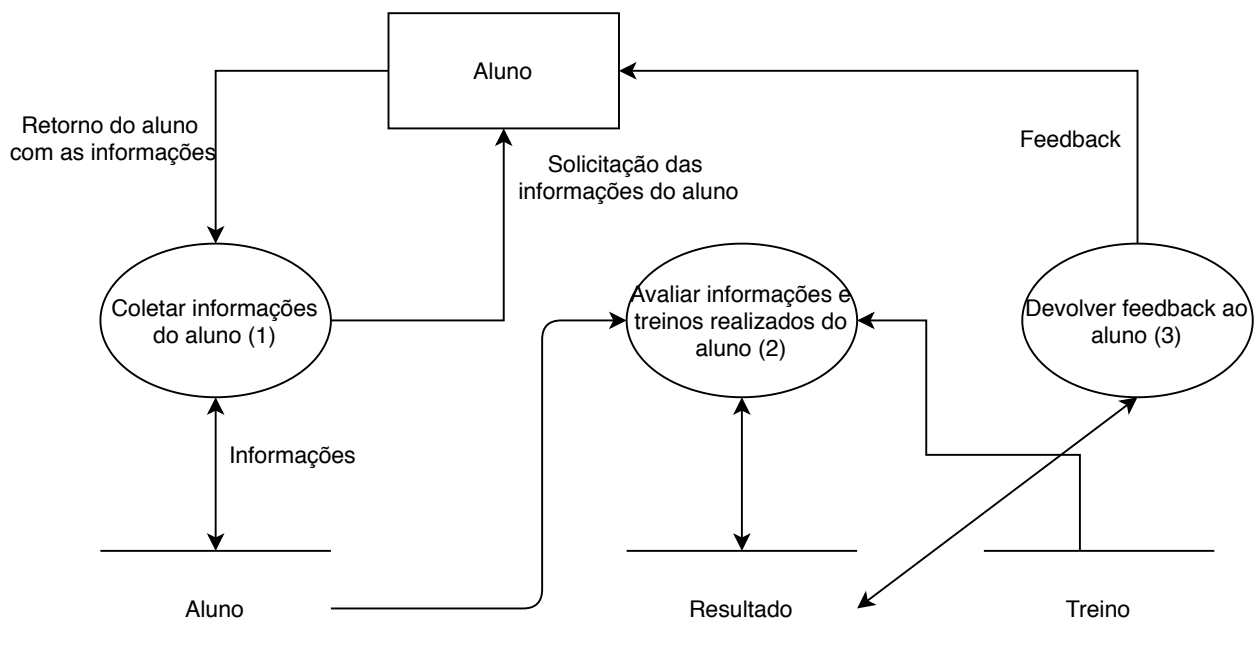 Aluno
Retorno do aluno
com as informações
Solicitação das
informações do aluno
Feedback
Coletar informações
do aluno (1)
Avaliar informações e
treinos realizados do
aluno (2)
Devolver feedback ao
aluno (3)
Informações
Aluno
Resultado
Treino